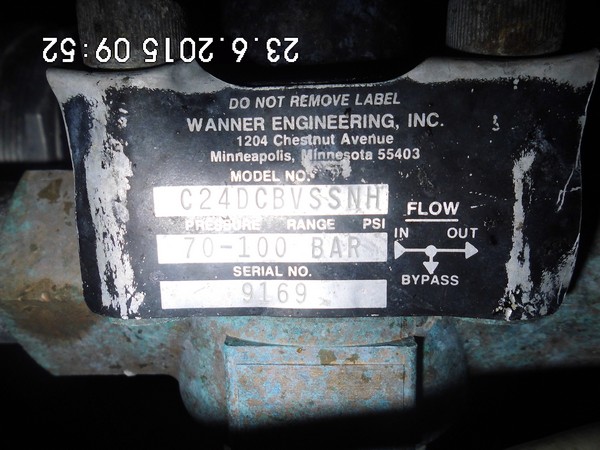 23.6.2015 09:52
DO NOT REMOVE LABEL
WANNER ENGINEERING, INC.
1204 Chestnut Avenue
Minneapolis, Minnesota 55403
MODEL NO.
C24DCBVSSNH
PRESSURE RANGE PSI
70-100 BAR
SERIAL NO.
9169
FLOW
IN OUT
BYPASS